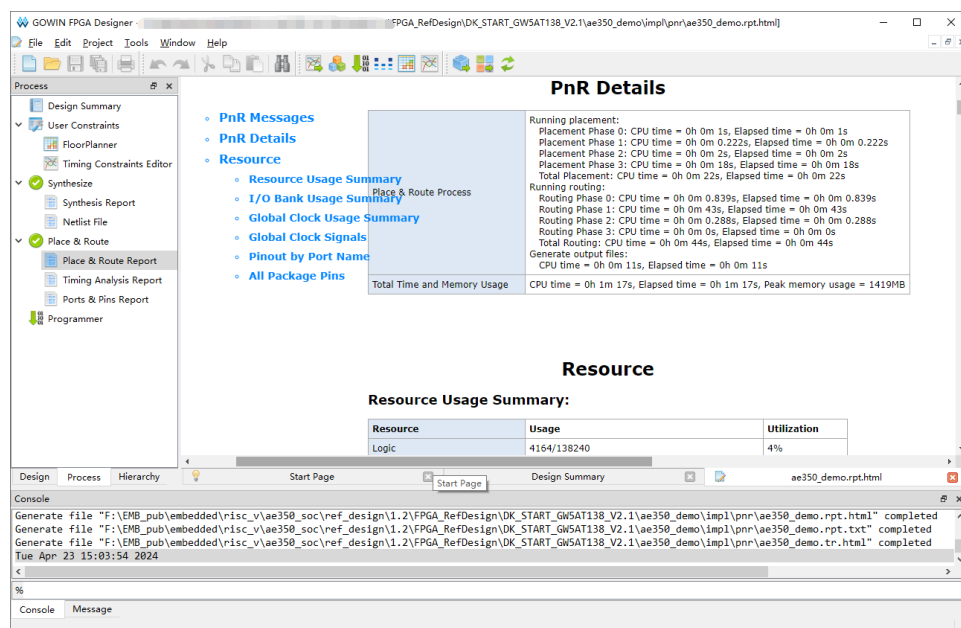 GOWIN FPGA Designer - \FPGA_RefDesign\DK_START_GW5AT138_V2.1\ae350_demo\impl\pnr\ae350_demo.rpt.html]
File Edit Project Tools Window Help
Process
Design Summary
User Constraints
FloorPlanner
Timing Constraints Editor
Synthesize
Synthesis Report
Netlist File
Place & Route
Place & Route Report
Timing Analysis Report
Ports & Pins Report
Programmer
PnR Messages
PnR Details
Resource
Resource Usage Summary
I/O Bank Usage Summary
Global Clock Usage Summary
Global Clock Signals
Pinout by Port Name
All Package Pins
PnR Details
Place & Route Process
Running placement:
Placement Phase 0: CPU time = 0h 0m 1s, Elapsed time = 0h 0m 1s
Placement Phase 1: CPU time = 0h 0m 0.222s, Elapsed time = 0h 0m 0.222s
Placement Phase 2: CPU time = 0h 0m 2s, Elapsed time = 0h 0m 2s
Placement Phase 3: CPU time = 0h 0m 18s, Elapsed time = 0h 0m 18s
Total Placement: CPU time = 0h 0m 22s, Elapsed time = 0h 0m 22s
Running routing:
Routing Phase 0: CPU time = 0h 0m 0.839s, Elapsed time = 0h 0m 0.839s
Routing Phase 1: CPU time = 0h 0m 43s, Elapsed time = 0h 0m 43s
Routing Phase 2: CPU time = 0h 0m 0.288s, Elapsed time = 0h 0m 0.288s
Routing Phase 3: CPU time = 0h 0m 0s, Elapsed time = 0h 0m 0s
Total Routing: CPU time = 0h 0m 44s, Elapsed time = 0h 0m 44s
Generate output files:
CPU time = 0h 0m 11s, Elapsed time = 0h 0m 11s
Total Time and Memory Usage CPU time = 0h 1m 17s, Elapsed time = 0h 1m 17s, Peak memory usage = 1419MB
Resource
Resource Usage Summary:
Resource Usage Utilization
Logic 4164/138240 4%
Design Process Hierarchy
Start Page Design Summary ae350_demo.rpt.html
Start Page
Console
Generate file "F:\EMB_pub\embedded\risc_v\ae350_soc\ref_design\1.2\FPGA_RefDesign\DK_START_GW5AT138_V2.1\ae350_demo\impl\pnr\ae350_demo.rpt.html" completed
Generate file "F:\EMB_pub\embedded\risc_v\ae350_soc\ref_design\1.2\FPGA_RefDesign\DK_START_GW5AT138_V2.1\ae350_demo\impl\pnr\ae350_demo.rpt.txt" completed
Generate file "F:\EMB_pub\embedded\risc_v\ae350_soc\ref_design\1.2\FPGA_RefDesign\DK_START_GW5AT138_V2.1\ae350_demo\impl\pnr\ae350_demo.tr.html" completed
Tue Apr 23 15:03:54 2024
%
Console Message